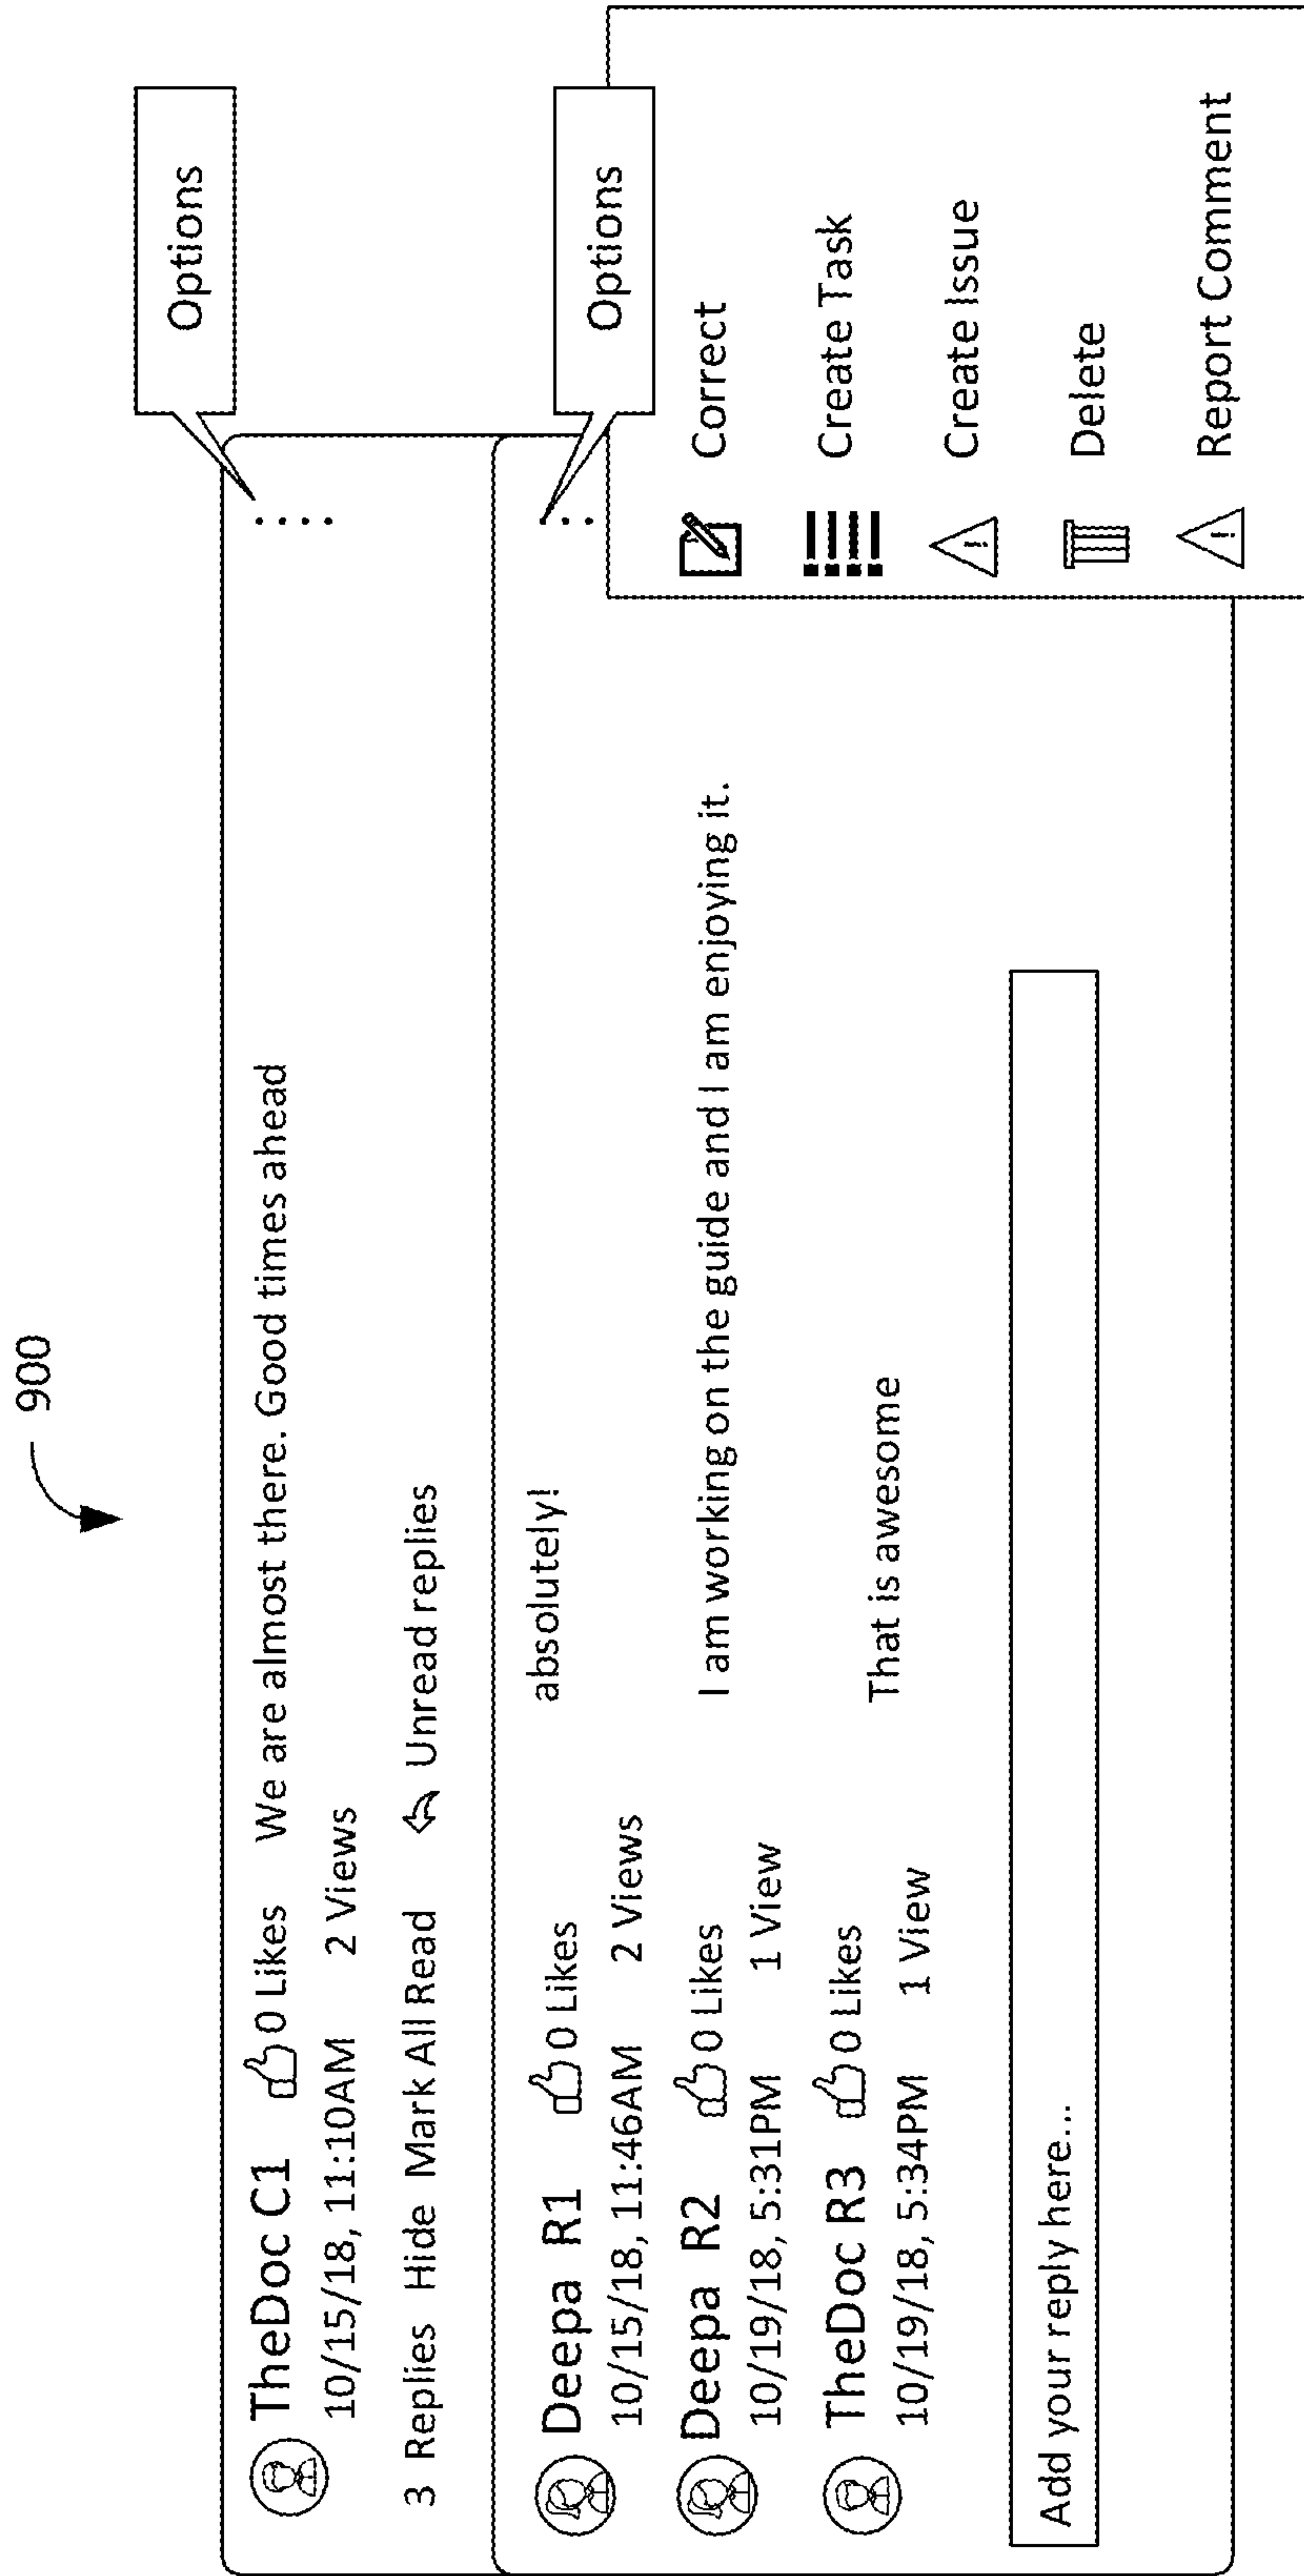 900
Options
TheDoc C1 0 Likes We are almost there. Good times ahead
10/15/18, 11:10AM 2 Views
3 Replies Hide Mark All Read Unread replies
Options
Deepa R1 0 Likes absolutely!
10/15/18, 11:46AM 2 Views
Deepa R2 0 Likes I am working on the guide and I am enjoying it.
10/19/18, 5:31PM 1 View
TheDoc R3 0 Likes That is awesome
10/19/18, 5:34PM 1 View
Add your reply here...
Correct
Create Task
! Create Issue
Delete
! Report Comment